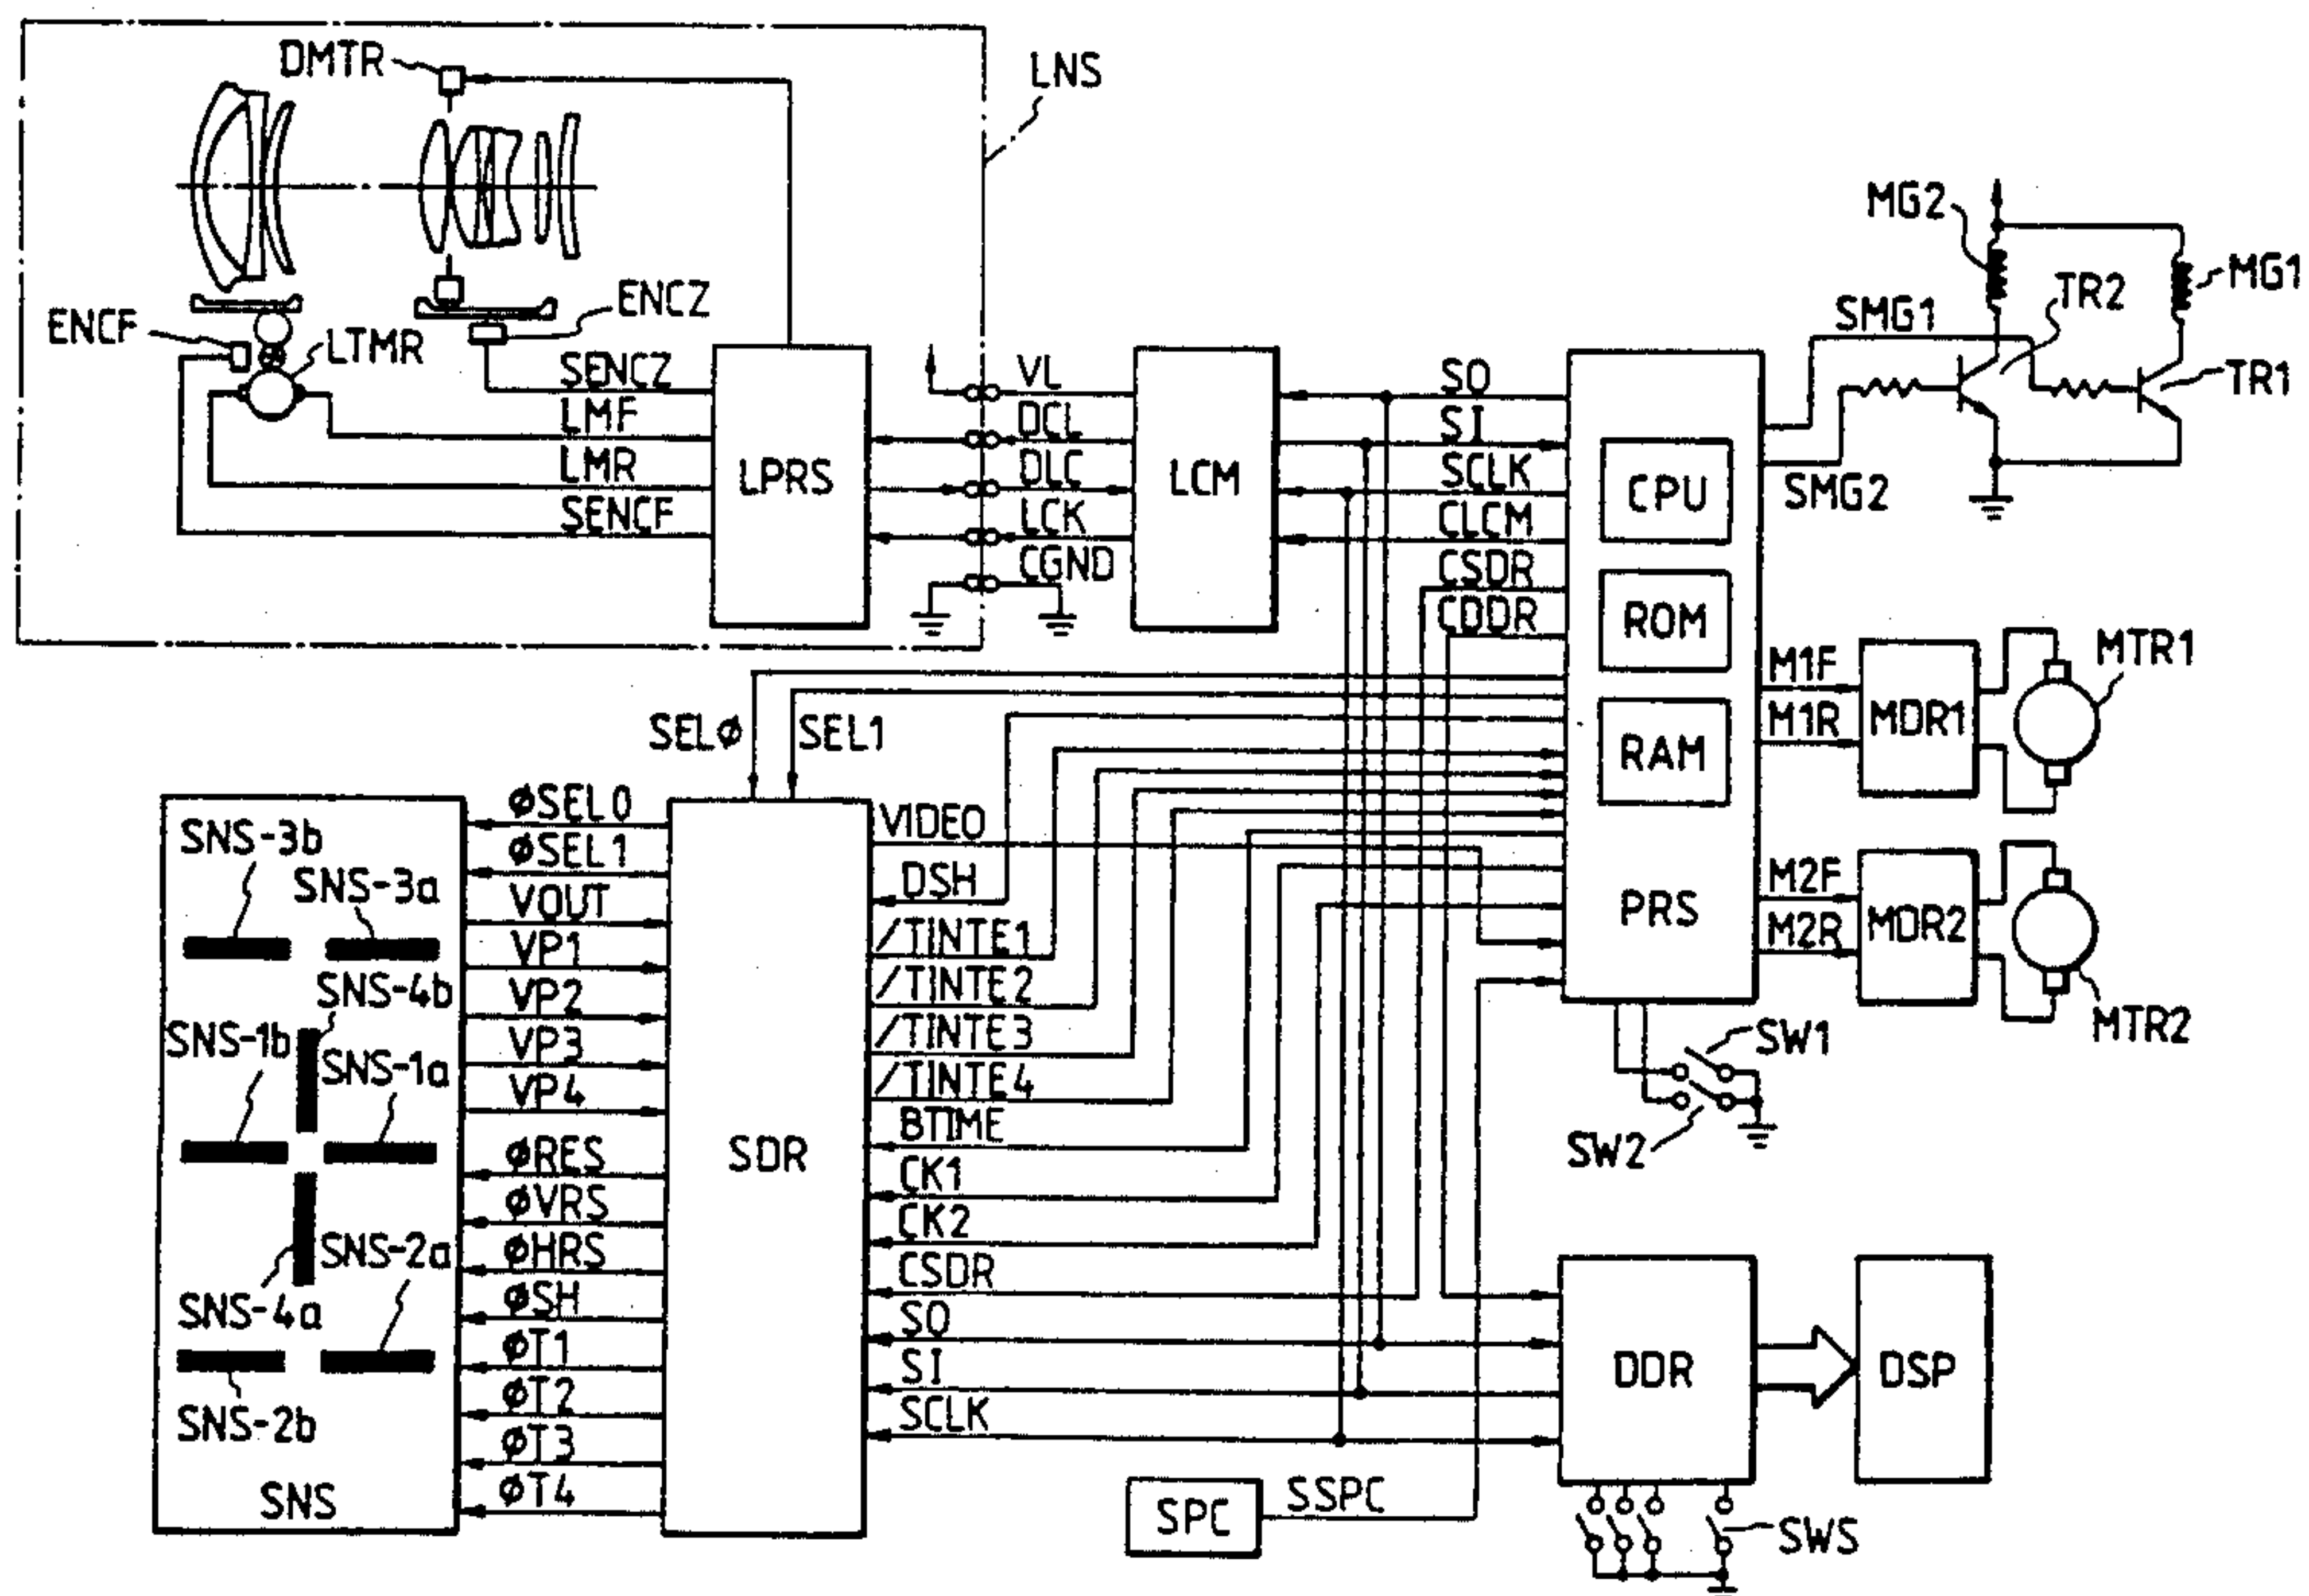 DMTR
LNS
ENCF
LTMR
ENCZ
SENCZ
LMF
LMR
SENCF
LPRS
VL
DCL
DLC
LCK
CGND
LCM
SO
SI
SCLK
CLCM
CSDR
CDDR
CPU
ROM
RAM
PRS
MG2
MG1
TR2
TR1
SMG1
SMG2
M1F
M1R
MDR1
MTR1
M2F
M2R
MDR2
MTR2
SW1
SW2
SELø
SEL1
SNS-3b
SNS-3a
SNS-4b
SNS-1b
SNS-1a
SNS-2a
SNS-4a
SNS-2b
SNS
øSEL0
øSEL1
VOUT
VP1
VP2
VP3
VP4
øRES
øVRS
øHRS
øSH
øT1
øT2
øT3
øT4
SDR
VIDEO
DSH
/TINTE1
/TINTE2
/TINTE3
/TINTE4
BTIME
CK1
CK2
CSDR
SO
SI
SCLK
SPC
SSPC
DDR
DSP
SWS